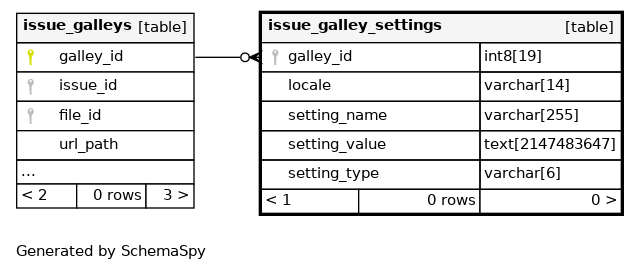 issue_galleys [table]
galley_id
issue_id
file_id
url_path
...
< 2 0 rows 3 >
issue_galley_settings [table]
galley_id int8[19]
locale varchar[14]
setting_name varchar[255]
setting_value text[2147483647]
setting_type varchar[6]
< 1 0 rows 0 >
Generated by SchemaSpy